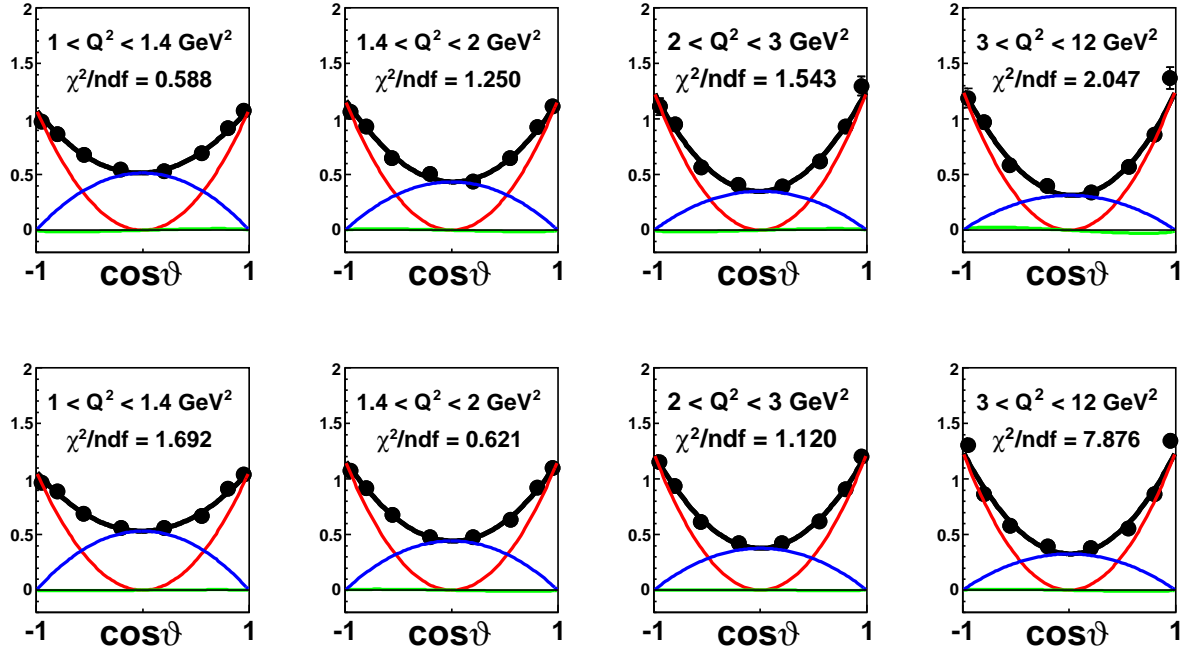 2
1.5
1
0.5
0
1 < Q² < 1.4 GeV²
χ²/ndf = 0.588
-1 cosϑ 1
2
1.5
1
0.5
0
1.4 < Q² < 2 GeV²
χ²/ndf = 1.250
-1 cosϑ 1
2
1.5
1
0.5
0
2 < Q² < 3 GeV²
χ²/ndf = 1.543
-1 cosϑ 1
2
1.5
1
0.5
0
3 < Q² < 12 GeV²
χ²/ndf = 2.047
-1 cosϑ 1
2
1.5
1
0.5
0
1 < Q² < 1.4 GeV²
χ²/ndf = 1.692
-1 cosϑ 1
2
1.5
1
0.5
0
1.4 < Q² < 2 GeV²
χ²/ndf = 0.621
-1 cosϑ 1
2
1.5
1
0.5
0
2 < Q² < 3 GeV²
χ²/ndf = 1.120
-1 cosϑ 1
2
1.5
1
0.5
0
3 < Q² < 12 GeV²
χ²/ndf = 7.876
-1 cosϑ 1